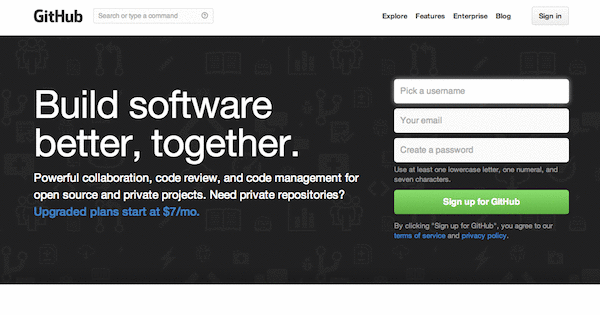 GitHub
Search or type a command
Explore Features Enterprise Blog
Sign in
Build software
better, together.
Powerful collaboration, code review, and code management for
open source and private projects. Need private repositories?
Upgraded plans start at $7/mo.
Pick a username
Your email
Create a password
Use at least one lowercase letter, one numeral, and
seven characters.
Sign up for GitHub
By clicking "Sign up for GitHub", you agree to our
terms of service and privacy policy.